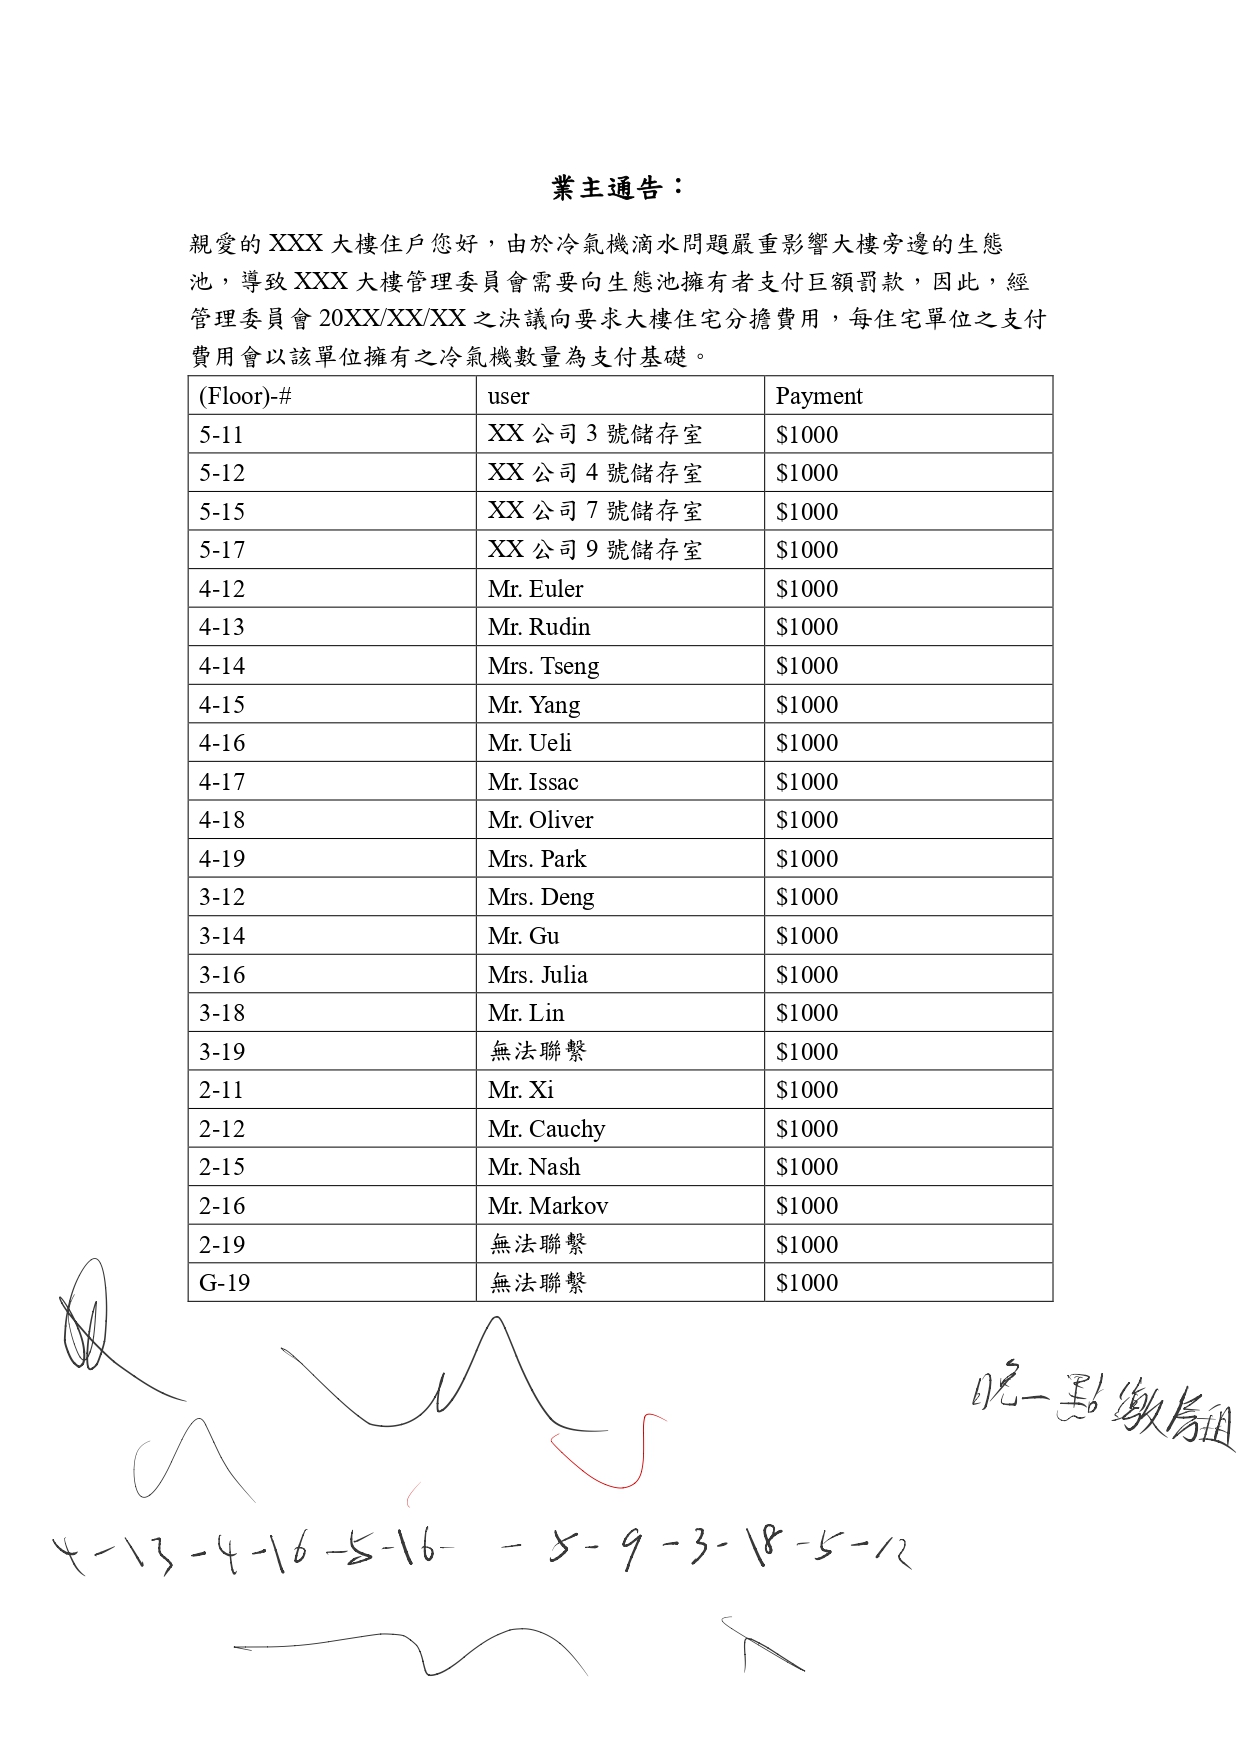 業主通告：
親愛的 XXX 大樓住戶您好，由於冷氣機滴水問題嚴重影響大樓旁邊的生態
池，導致 XXX 大樓管理委員會需要向生態池擁有者支付巨額罰款，因此，經
管理委員會 20XX/XX/XX 之決議向要求大樓住宅分擔費用，每住宅單位之支付
費用會以該單位擁有之冷氣機數量為支付基礎。
(Floor)-# user Payment
5-11 XX 公司 3 號儲存室 $1000
5-12 XX 公司 4 號儲存室 $1000
5-15 XX 公司 7 號儲存室 $1000
5-17 XX 公司 9 號儲存室 $1000
4-12 Mr. Euler $1000
4-13 Mr. Rudin $1000
4-14 Mrs. Tseng $1000
4-15 Mr. Yang $1000
4-16 Mr. Ueli $1000
4-17 Mr. Issac $1000
4-18 Mr. Oliver $1000
4-19 Mrs. Park $1000
3-12 Mrs. Deng $1000
3-14 Mr. Gu $1000
3-16 Mrs. Julia $1000
3-18 Mr. Lin $1000
3-19 無法聯繫 $1000
2-11 Mr. Xi $1000
2-12 Mr. Cauchy $1000
2-15 Mr. Nash $1000
2-16 Mr. Markov $1000
2-19 無法聯繫 $1000
G-19 無法聯繫 $1000
晚一點繳房租
4-13-4-16-5-16- - 8-9-3-18-5-12